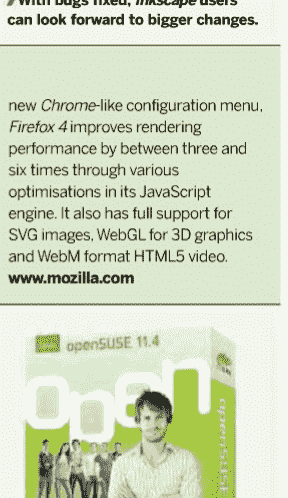 With bugs fixed, Inkscape users
can look forward to bigger changes.
new Chrome-like configuration menu,
Firefox 4 improves rendering
performance by between three and
six times through various
optimisations in its JavaScript
engine. It also has full support for
SVG images, WebGL for 3D graphics
and WebM format HTML5 video.
www.mozilla.com
openSUSE 11.4
open
openSUSE